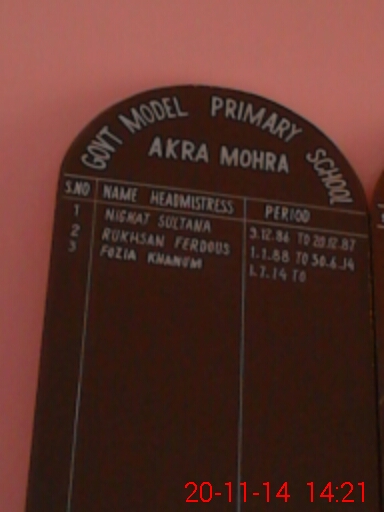 GOVT MODEL PRIMARY SCHOOL
AKRA MOHRA
S.NO NAME HEADMISTRESS PERIOD
1 NIGHAT SULTANA 3.12.86 TO 20.12.87
2 RUKHSAN FERDOUS 1.1.88 TO 30.6.14
3 FOZIA KHANUM 1.7.14 TO
20-11-14 14:21